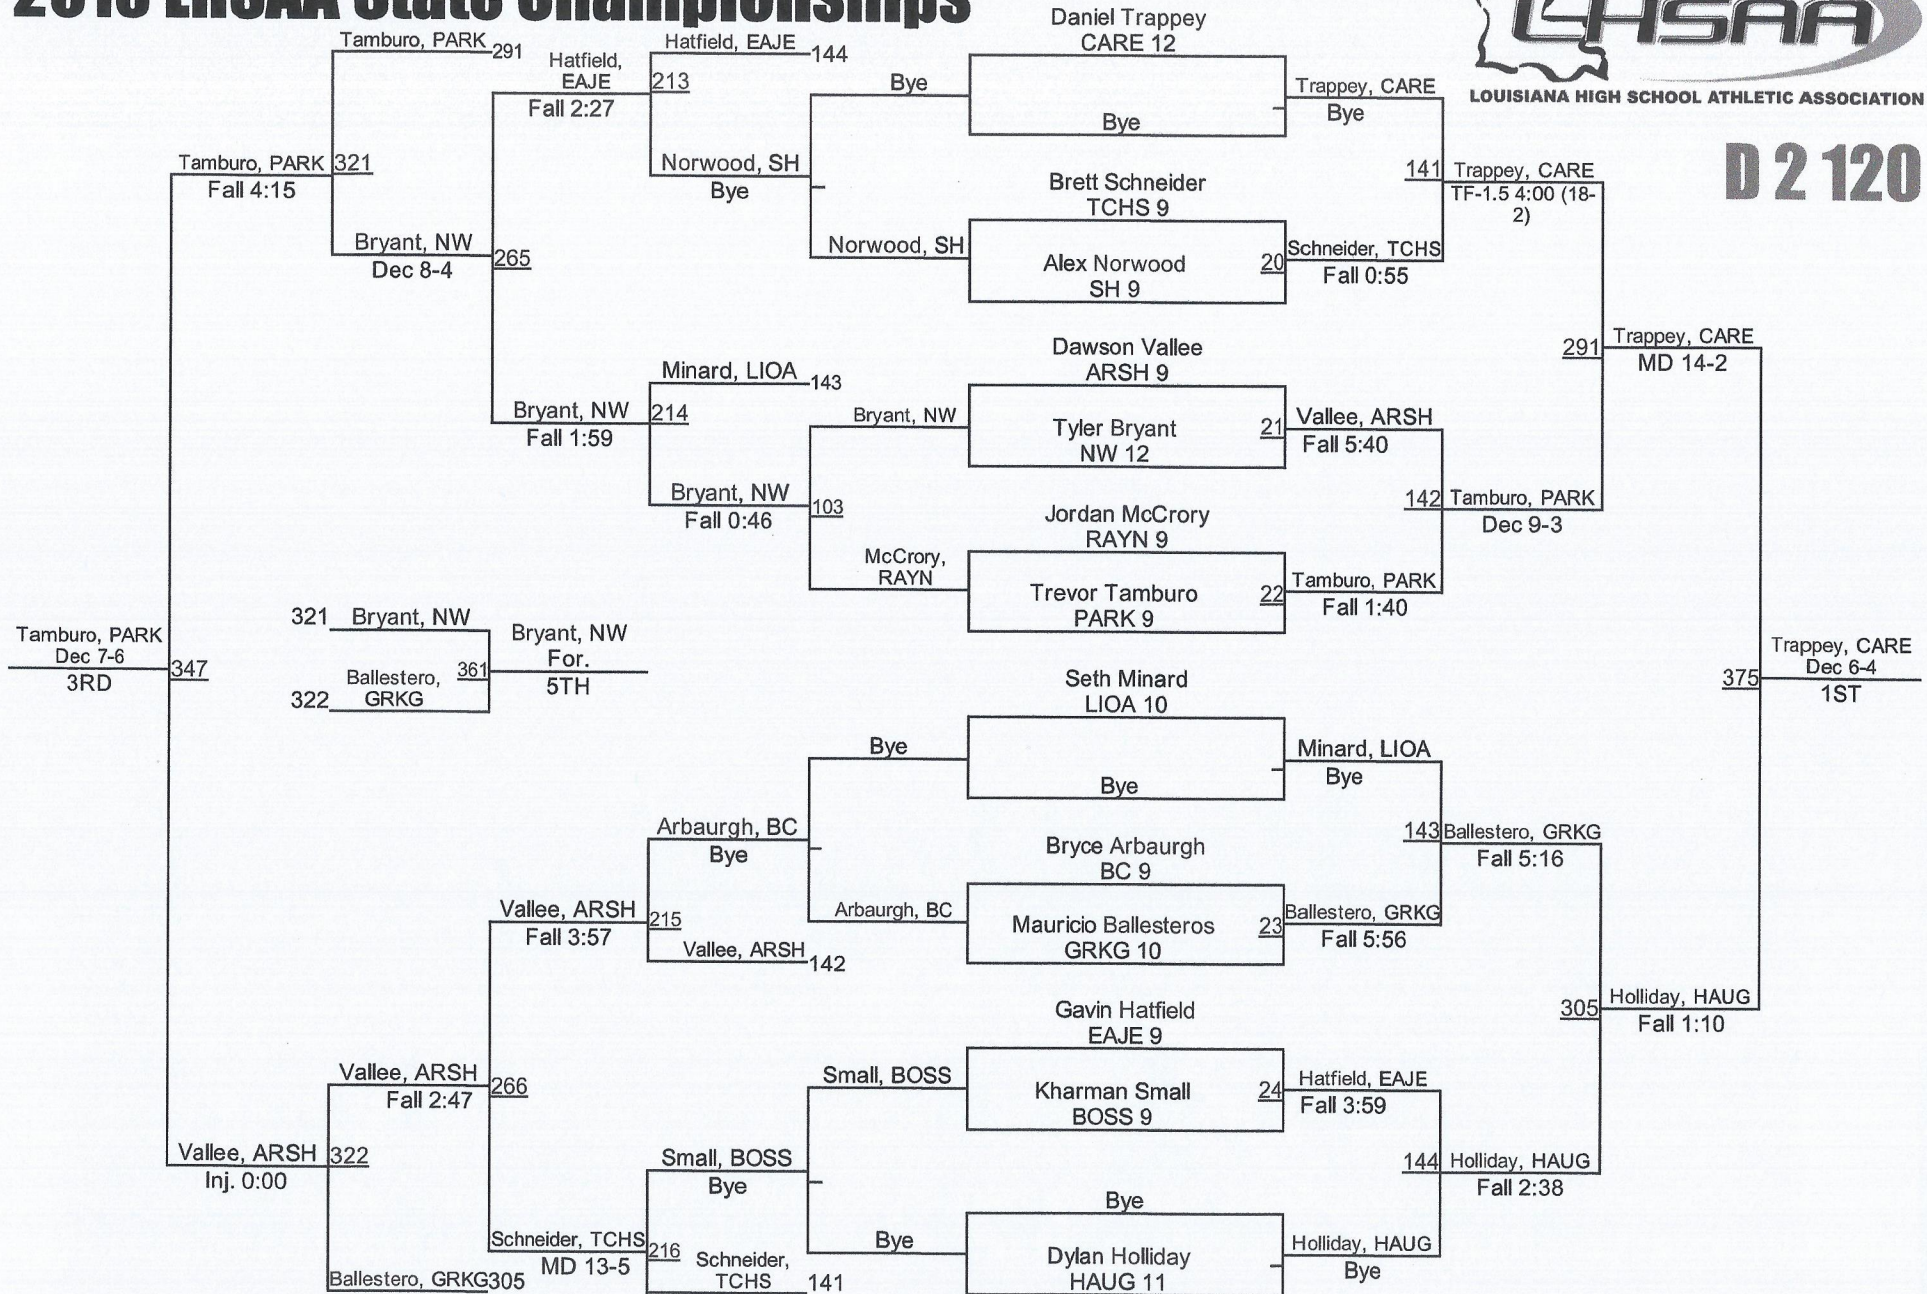 2016 LHSAA State Championships
LHSAA
LOUISIANA HIGH SCHOOL ATHLETIC ASSOCIATION
D 2 120
Tamburo, PARK
291
Hatfield,
EAJE
Fall 2:27
Hatfield, EAJE
144
213
Bye
Daniel Trappey
CARE 12
Bye
Trappey, CARE
Bye
Tamburo, PARK
Fall 4:15
321
Norwood, SH
Bye
Brett Schneider
TCHS 9
141
Trappey, CARE
TF-1.5 4:00 (18-
2)
Bryant, NW
Dec 8-4
265
Norwood, SH
Alex Norwood
SH 9
20
Schneider, TCHS
Fall 0:55
Minard, LIOA
143
Dawson Vallee
ARSH 9
291
Trappey, CARE
MD 14-2
Bryant, NW
Fall 1:59
214
Bryant, NW
Tyler Bryant
NW 12
21
Vallee, ARSH
Fall 5:40
Bryant, NW
Fall 0:46
103
Jordan McCrory
RAYN 9
142
Tamburo, PARK
Dec 9-3
McCrory,
RAYN
Trevor Tamburo
PARK 9
22
Tamburo, PARK
Fall 1:40
Tamburo, PARK
Dec 7-6
3RD
347
321
Bryant, NW
322
Ballestero,
GRKG
361
Bryant, NW
For.
5TH
Seth Minard
LIOA 10
375
Trappey, CARE
Dec 6-4
1ST
Bye
Bye
Minard, LIOA
Bye
Arbaurgh, BC
Bye
Bryce Arbaurgh
BC 9
143
Ballestero, GRKG
Fall 5:16
Vallee, ARSH
Fall 3:57
215
Arbaurgh, BC
Mauricio Ballesteros
GRKG 10
23
Ballestero, GRKG
Fall 5:56
Vallee, ARSH
142
Gavin Hatfield
EAJE 9
305
Holliday, HAUG
Fall 1:10
Vallee, ARSH
Fall 2:47
266
Small, BOSS
Kharman Small
BOSS 9
24
Hatfield, EAJE
Fall 3:59
Vallee, ARSH
Inj. 0:00
322
Small, BOSS
Bye
Bye
144
Holliday, HAUG
Fall 2:38
Schneider, TCHS
MD 13-5
216
Bye
Dylan Holliday
HAUG 11
Holliday, HAUG
Bye
Ballestero, GRKG
305
Schneider,
TCHS
141